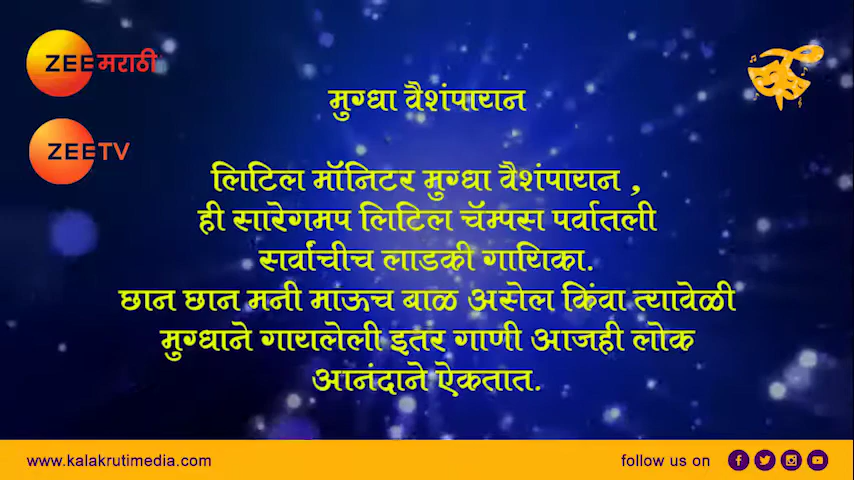 ZEEमराठी
ZEETV
मुग्धा वैशंपायन
लिटिल मॉनिटर मुग्धा वैशंपायन ,
ही सारेगमप लिटिल चॅम्पस पर्वातली
सर्वांचीच लाडकी गायिका.
छान छान मनी माऊच बाळ असेल किंवा त्यावेळी
मुग्धाने गायलेली इतर गाणी आजही लोक
आनंदाने ऐकतात.
www.kalakrutimedia.com
follow us on